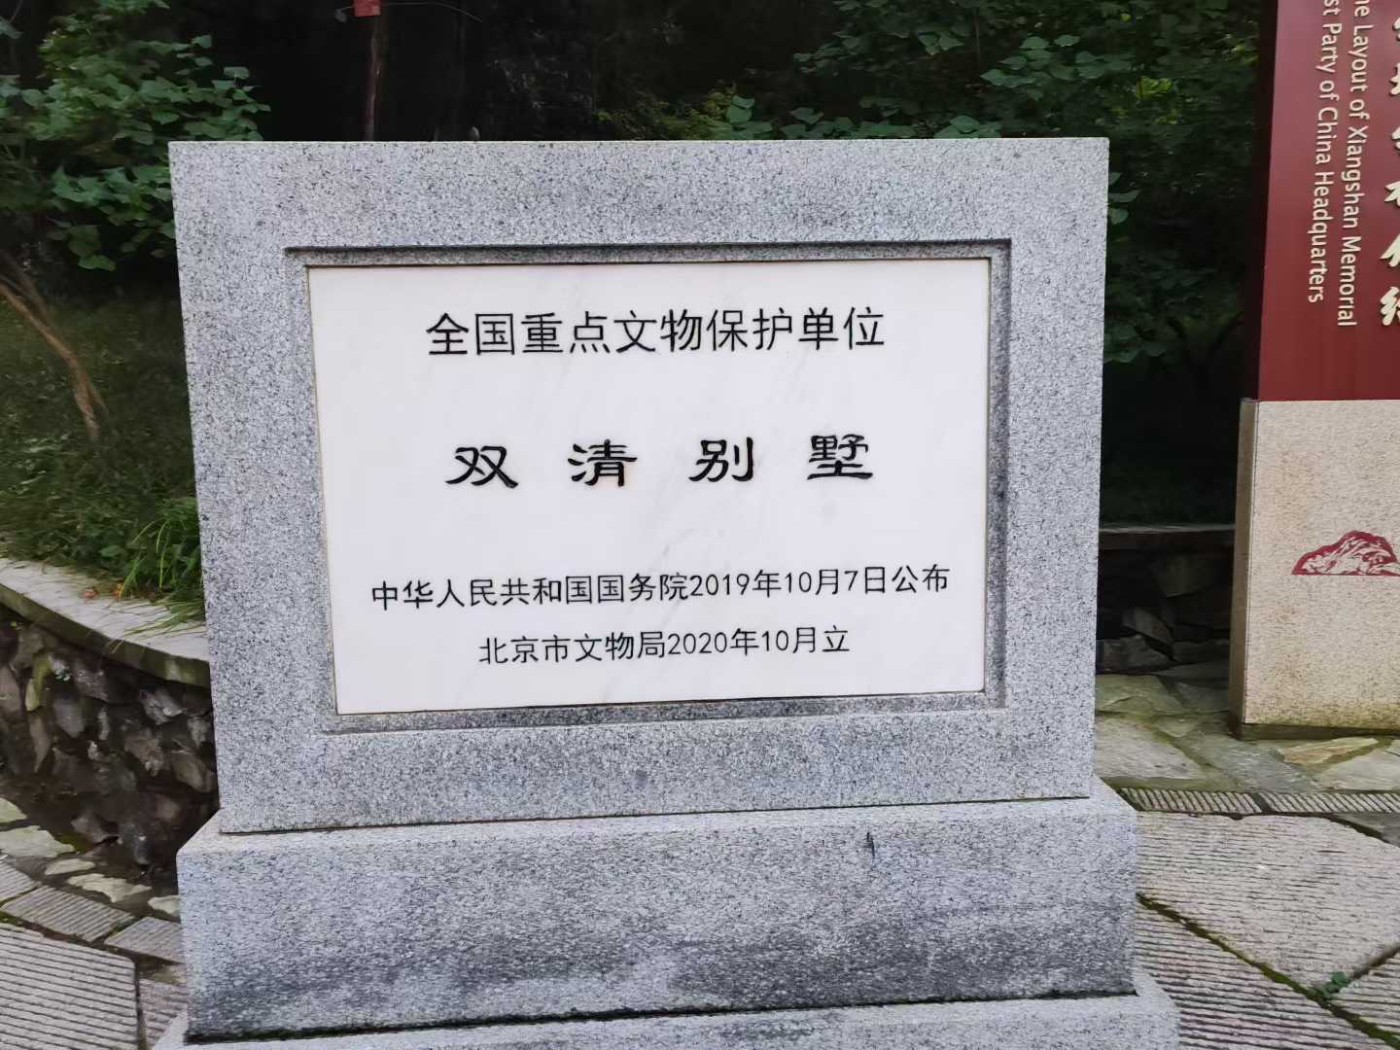 全国重点文物保护单位
双清别墅
中华人民共和国国务院2019年10月7日公布
北京市文物局2020年10月立
Layout of Xiangshan Memorial
Party of China Headquarters